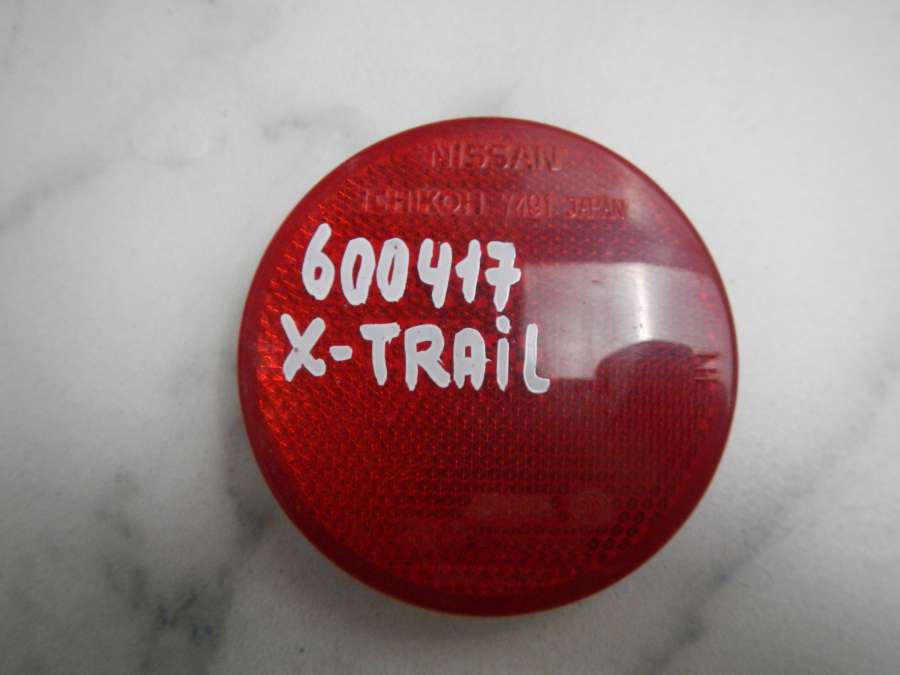 NISSAN
ICHIKOH 7491 JAPAN
600417
X-TRAiL